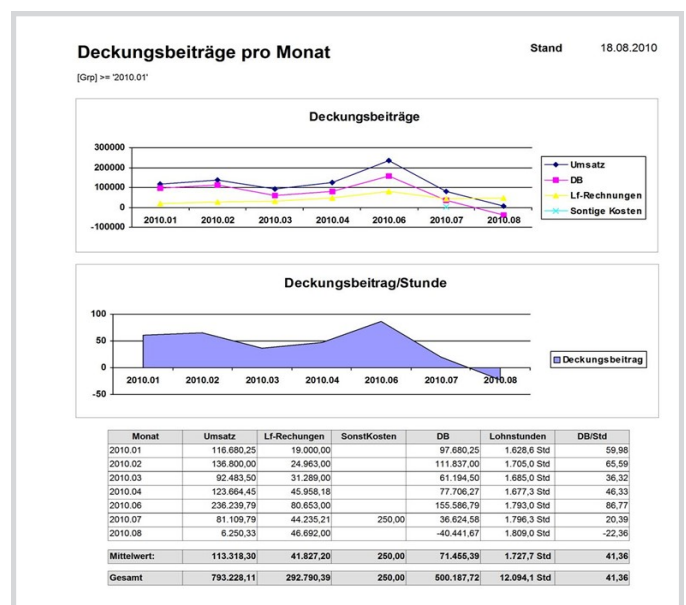 Deckungsbeiträge pro Monat Stand 18.08.2010
[Grp] >= '2010.01'
Deckungsbeiträge
300000
200000
100000
0
-100000
2010.01 2010.02 2010.03 2010.04 2010.06 2010.07 2010.08
Umsatz
DB
Lf-Rechnungen
Sontige Kosten
Deckungsbeitrag/Stunde
100
50
0
-50
2010.01 2010.02 2010.03 2010.04 2010.06 2010.07 2010.08
Deckungsbeitrag
Monat Umsatz Lf-Rechungen SonstKosten DB Lohnstunden DB/Std
2010.01 116.680,25 19.000,00 97.680,25 1.628,6 Std 59,98
2010.02 136.800,00 24.963,00 111.837,00 1.705,0 Std 65,59
2010.03 92.483,50 31.289,00 61.194,50 1.685,0 Std 36,32
2010.04 123.664,45 45.958,18 77.706,27 1.677,3 Std 46,33
2010.06 236.239,79 80.653,00 155.586,79 1.793,0 Std 86,77
2010.07 81.109,79 44.235,21 250,00 36.624,58 1.796,3 Std 20,39
2010.08 6.250,33 46.692,00 -40.441,67 1.809,0 Std -22,36
Mittelwert: 113.318,30 41.827,20 250,00 71.455,39 1.727,7 Std 41,36
Gesamt 793.228,11 292.790,39 250,00 500.187,72 12.094,1 Std 41,36